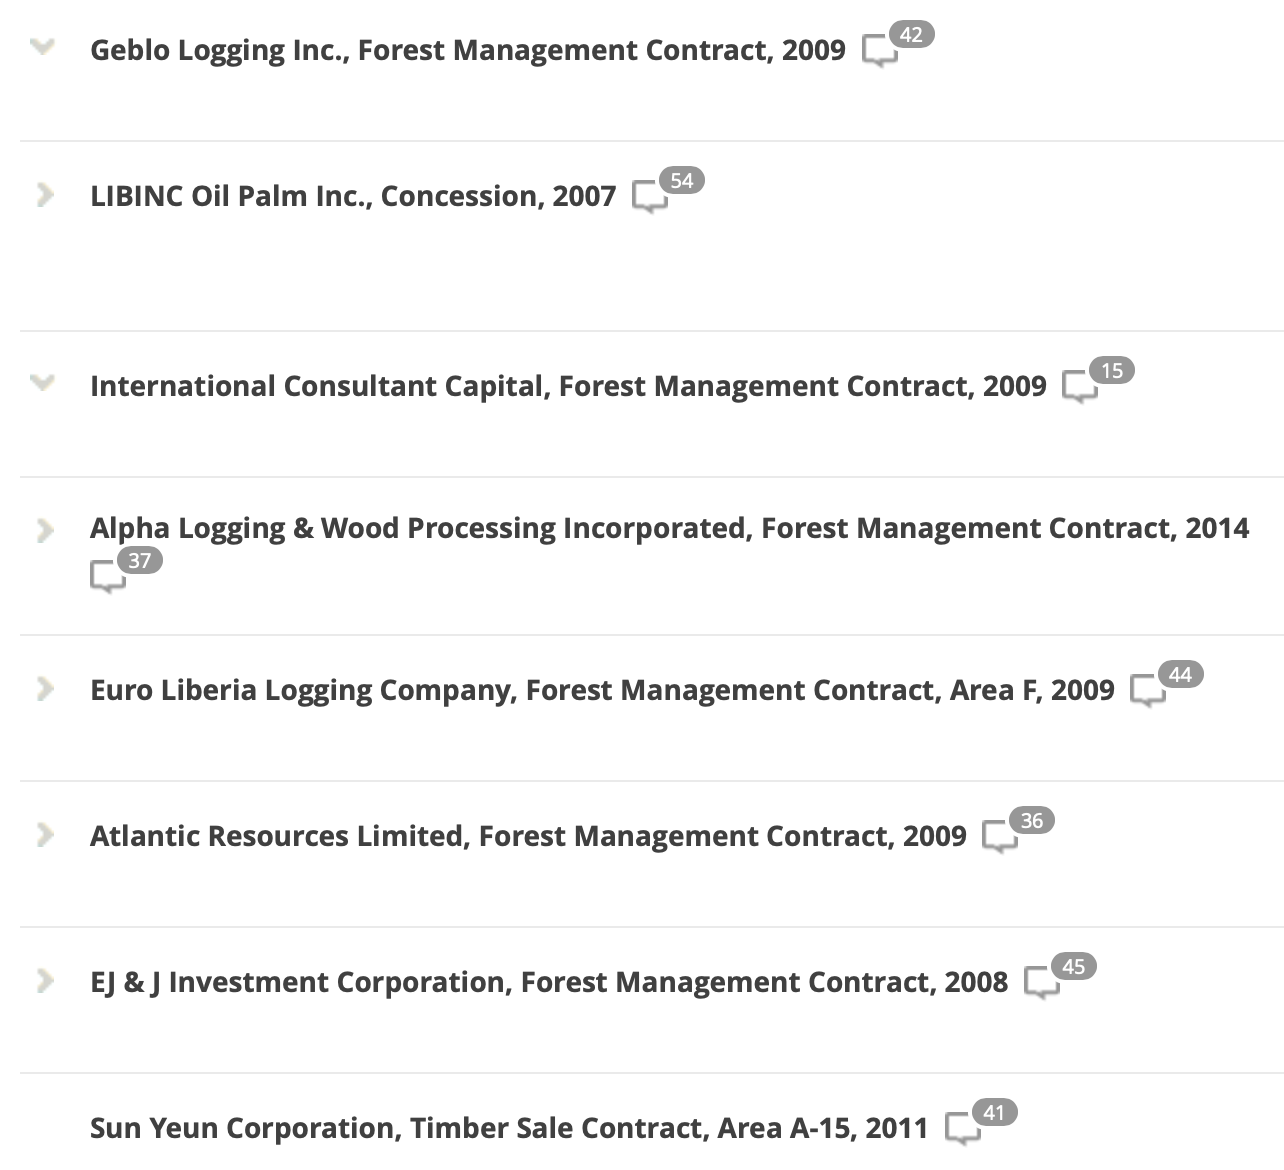 Geblo Logging Inc., Forest Management Contract, 2009 42
LIBINC Oil Palm Inc., Concession, 2007 54
International Consultant Capital, Forest Management Contract, 2009 15
Alpha Logging & Wood Processing Incorporated, Forest Management Contract, 2014
37
Euro Liberia Logging Company, Forest Management Contract, Area F, 2009 44
Atlantic Resources Limited, Forest Management Contract, 2009 36
EJ & J Investment Corporation, Forest Management Contract, 2008 45
Sun Yeun Corporation, Timber Sale Contract, Area A-15, 2011 41